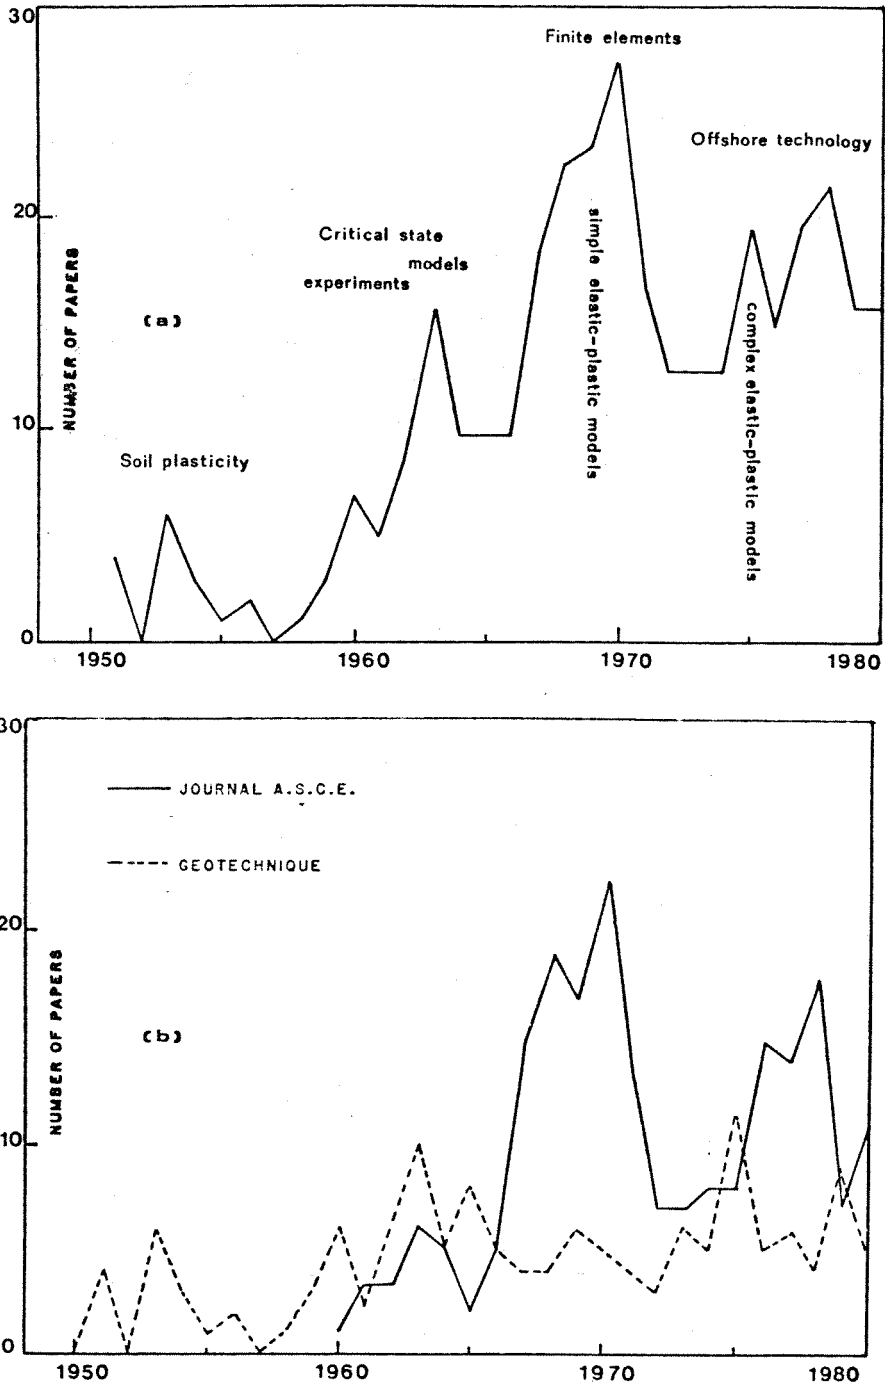 30
Finite elements
Offshore technology
20
Critical state
models
experiments
simple elastic-plastic models
NUMBER OF PAPERS
(a)
complex elastic-plastic models
10
Soil plasticity
0
1950
1960
1970
1980
30
JOURNAL A.S.C.E.
GEOTECHNIQUE
20
NUMBER OF PAPERS
(b)
10
0
1950
1960
1970
1980